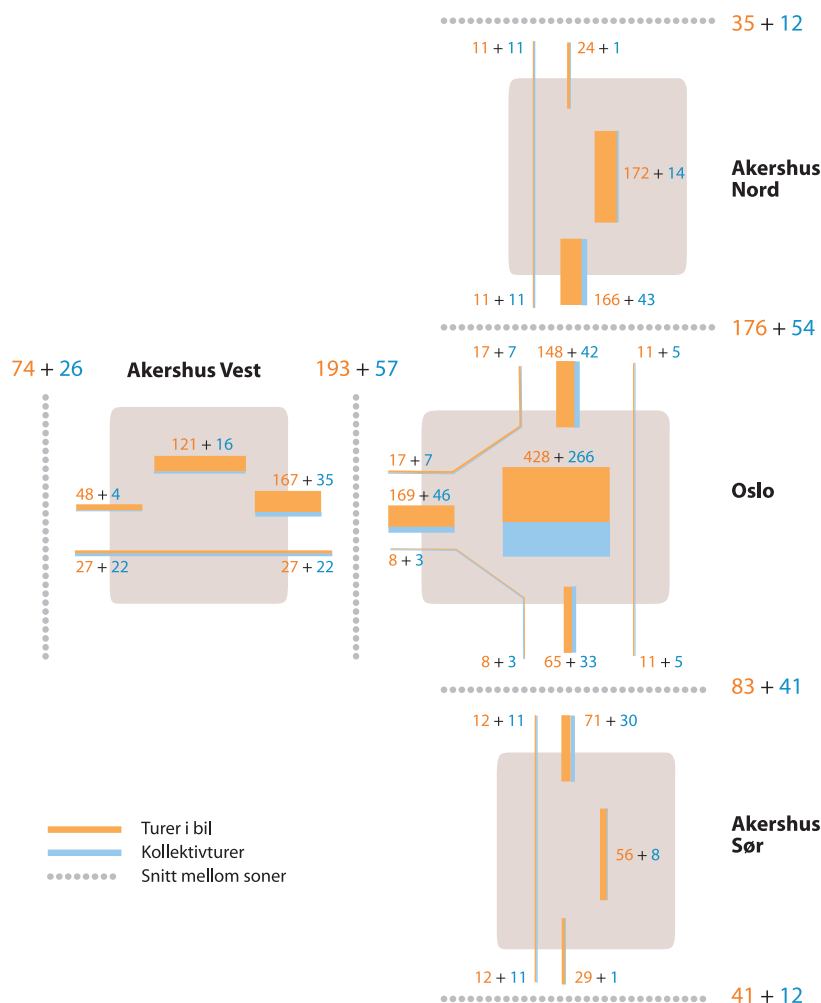 35 + 12
11 + 11
24 + 1
172 + 14
Akershus
Nord
11 + 11
166 + 43
176 + 54
17 + 7
148 + 42
11 + 5
74 + 26
Akershus Vest
193 + 57
121 + 16
167 + 35
48 + 4
27 + 22
27 + 22
17 + 7
428 + 266
169 + 46
Oslo
8 + 3
8 + 3
65 + 33
11 + 5
83 + 41
12 + 11
71 + 30
Akershus
Sør
56 + 8
12 + 11
29 + 1
41 + 12
Turer i bil
Kollektivturer
Snitt mellom soner